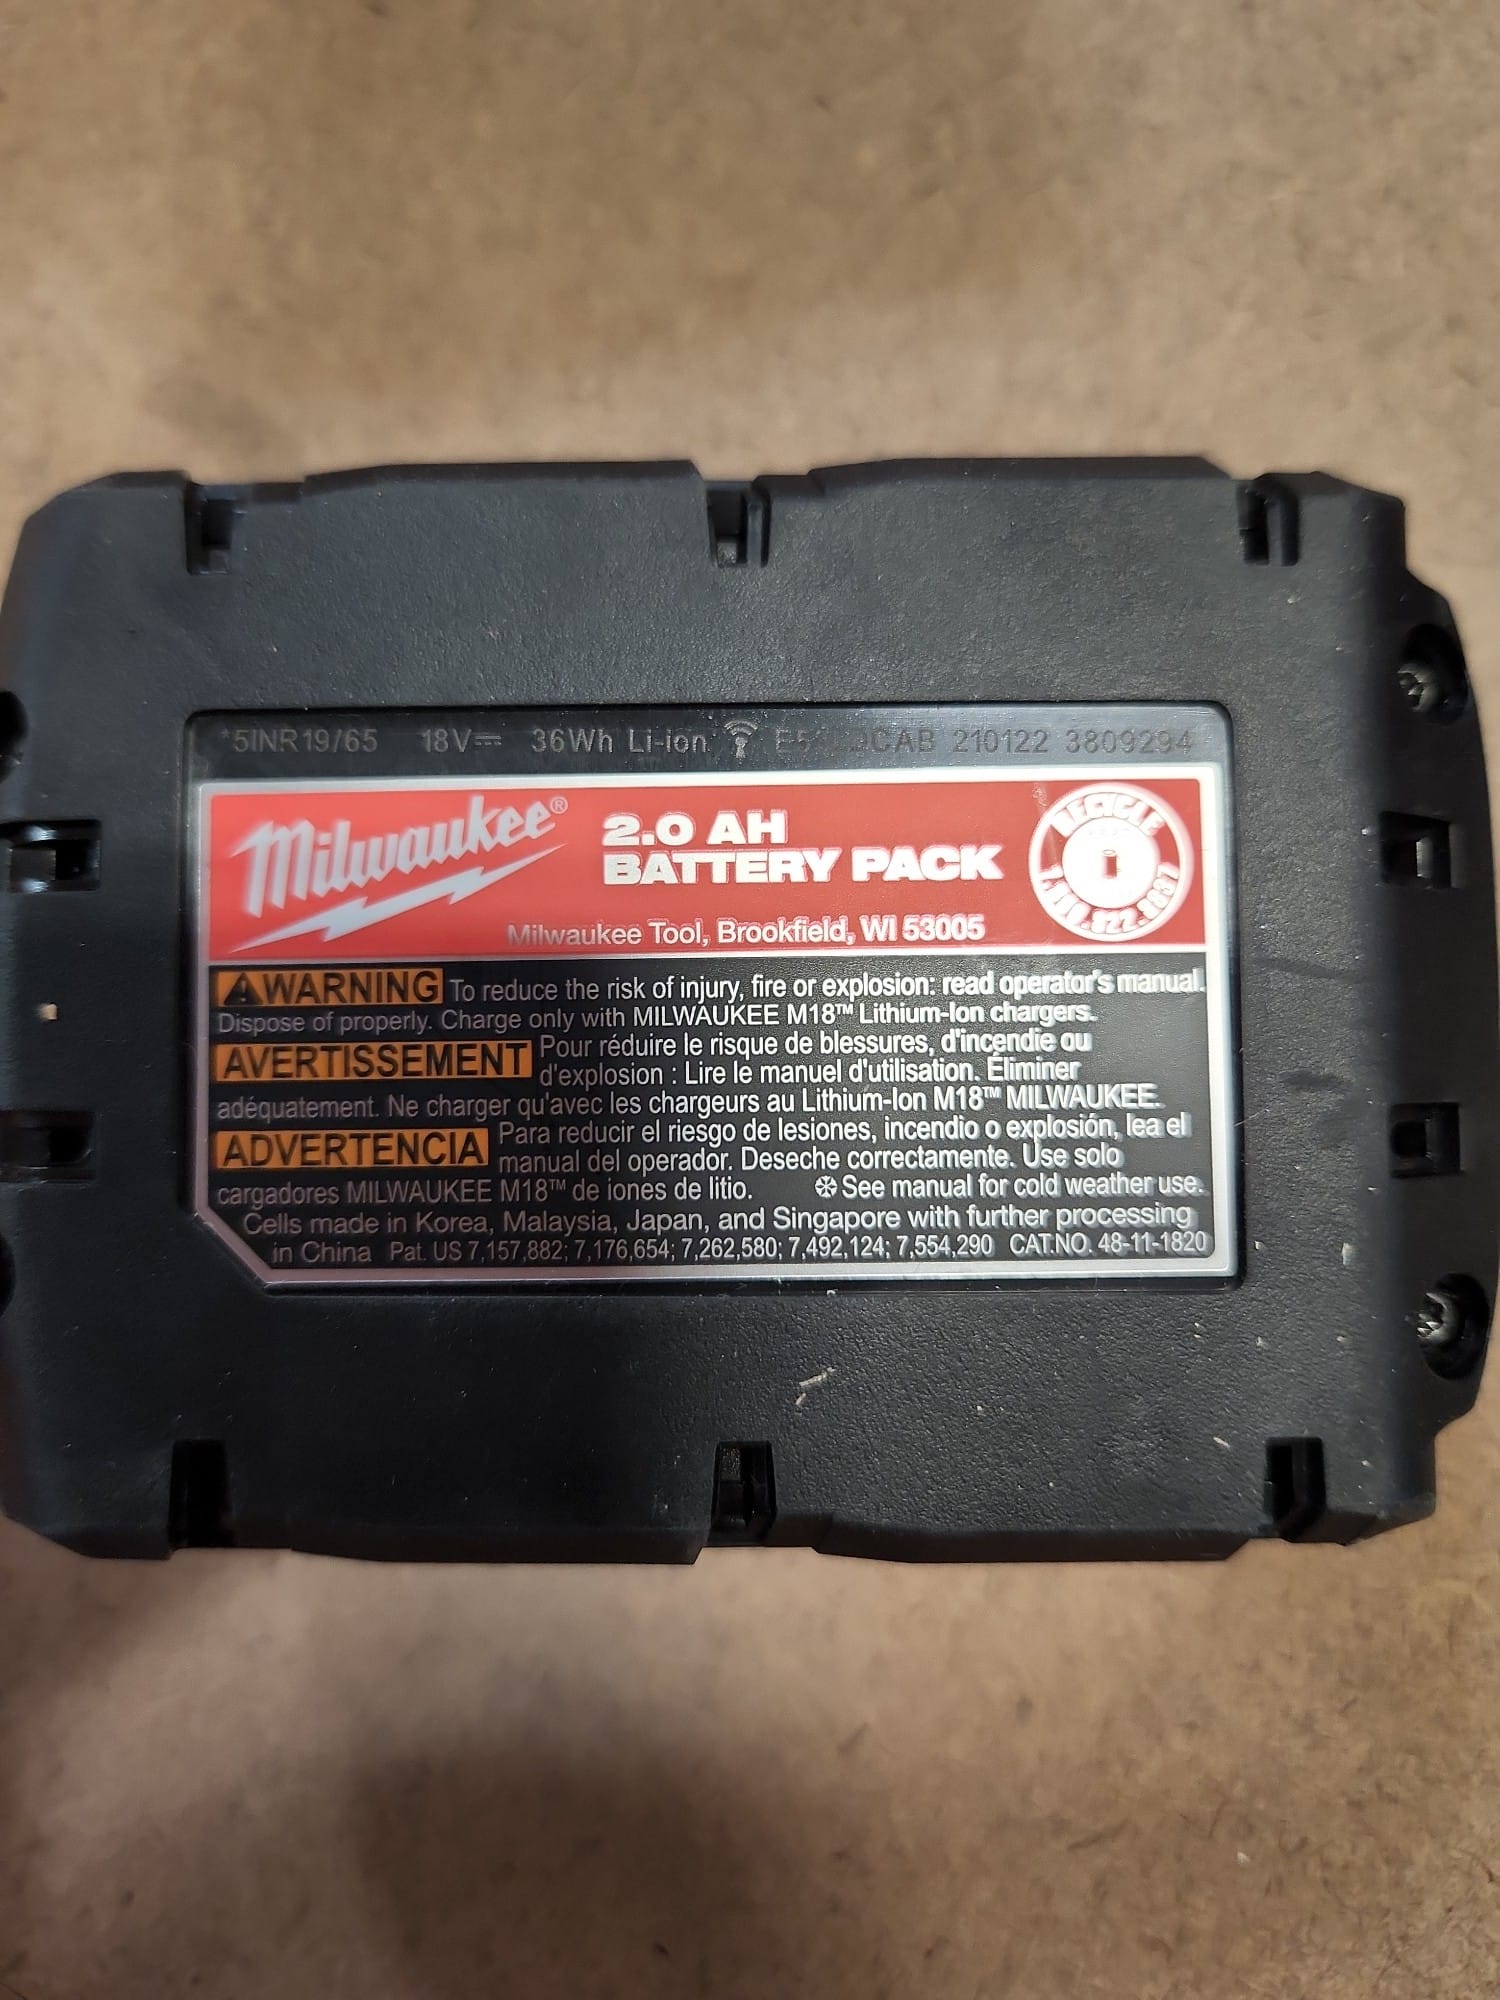 *5INR19/65 18V 36Wh Li-ion 210122 3809294
Milwaukee® 2.0 AH
BATTERY PACK
RECYCLE
1.800.822.8837
Milwaukee Tool, Brookfield, WI 53005
WARNING To reduce the risk of injury, fire or explosion: read operator's manual.
Dispose of properly. Charge only with MILWAUKEE M18™ Lithium-Ion chargers.
AVERTISSEMENT Pour réduire le risque de blessures, d'incendie ou
d'explosion : Lire le manuel d'utilisation. Éliminer
adéquatement. Ne charger qu'avec les chargeurs au Lithium-Ion M18™ MILWAUKEE.
ADVERTENCIA Para reducir el riesgo de lesiones, incendio o explosión, lea el
manual del operador. Deseche correctamente. Use solo
cargadores MILWAUKEE M18™ de iones de litio. See manual for cold weather use.
Cells made in Korea, Malaysia, Japan, and Singapore with further processing
in China Pat. US 7,157,882; 7,176,654; 7,262,580; 7,492,124; 7,554,290 CAT.NO. 48-11-1820